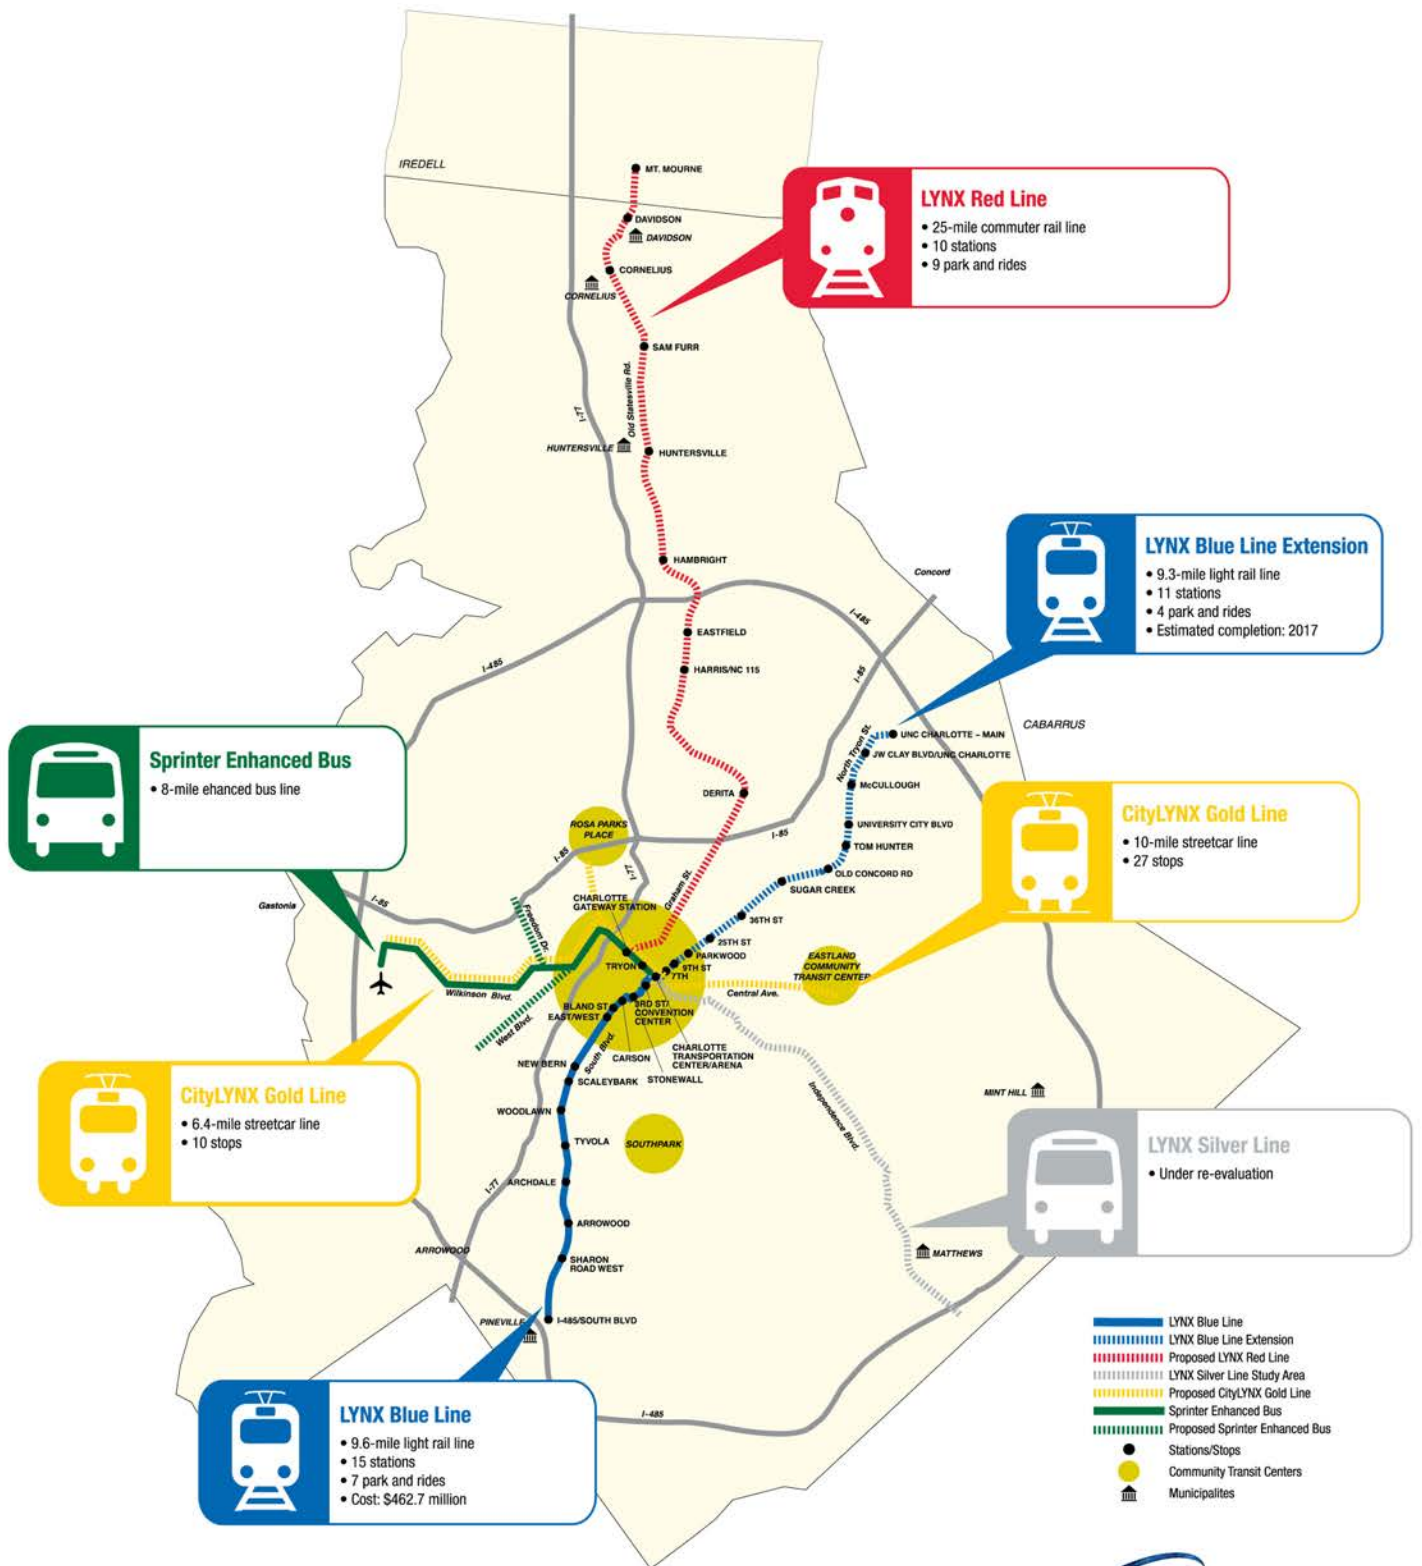 IREDELL
MT. MOURNE
DAVIDSON
DAVIDSON
CORNELIUS
CORNELIUS
SAM FURR
Old Statesville Rd.
I-77
HUNTERSVILLE
HUNTERSVILLE
HAMBRIGHT
EASTFIELD
HARRIS/NC 115
I-485
I-485
Concord
I-85
CABARRUS
LYNX Red Line
• 25-mile commuter rail line
• 10 stations
• 9 park and rides
LYNX Blue Line Extension
• 9.3-mile light rail line
• 11 stations
• 4 park and rides
• Estimated completion: 2017
Sprinter Enhanced Bus
• 8-mile ehanced bus line
North Tryon St.
UNC CHARLOTTE – MAIN
JW CLAY BLVD/UNC CHARLOTTE
McCULLOUGH
UNIVERSITY CITY BLVD
TOM HUNTER
OLD CONCORD RD
SUGAR CREEK
36TH ST
25TH ST
PARKWOOD
9TH ST
7TH
DERITA
I-85
ROSA PARKS
PLACE
I-85
I-77
Graham St.
CHARLOTTE
GATEWAY STATION
Gastonia
I-85
Freedom Dr.
TRYON
Wilkinson Blvd.
West Blvd.
CityLYNX Gold Line
• 10-mile streetcar line
• 27 stops
EASTLAND
COMMUNITY
TRANSIT CENTER
Central Ave.
BLAND ST
EAST/WEST
3RD ST/
CONVENTION
CENTER
South Blvd.
CARSON
CHARLOTTE
TRANSPORTATION
CENTER/ARENA
STONEWALL
NEW BERN
SCALEYBARK
WOODLAWN
TYVOLA
ARCHDALE
ARROWOOD
SHARON
ROAD WEST
I-485/SOUTH BLVD
I-77
ARROWOOD
PINEVILLE
SOUTHPARK
Independence Blvd.
MINT HILL
MATTHEWS
I-485
CityLYNX Gold Line
• 6.4-mile streetcar line
• 10 stops
LYNX Silver Line
• Under re-evaluation
LYNX Blue Line
• 9.6-mile light rail line
• 15 stations
• 7 park and rides
• Cost: $462.7 million
LYNX Blue Line
LYNX Blue Line Extension
Proposed LYNX Red Line
LYNX Silver Line Study Area
Proposed CityLYNX Gold Line
Sprinter Enhanced Bus
Proposed Sprinter Enhanced Bus
Stations/Stops
Community Transit Centers
Municipalites